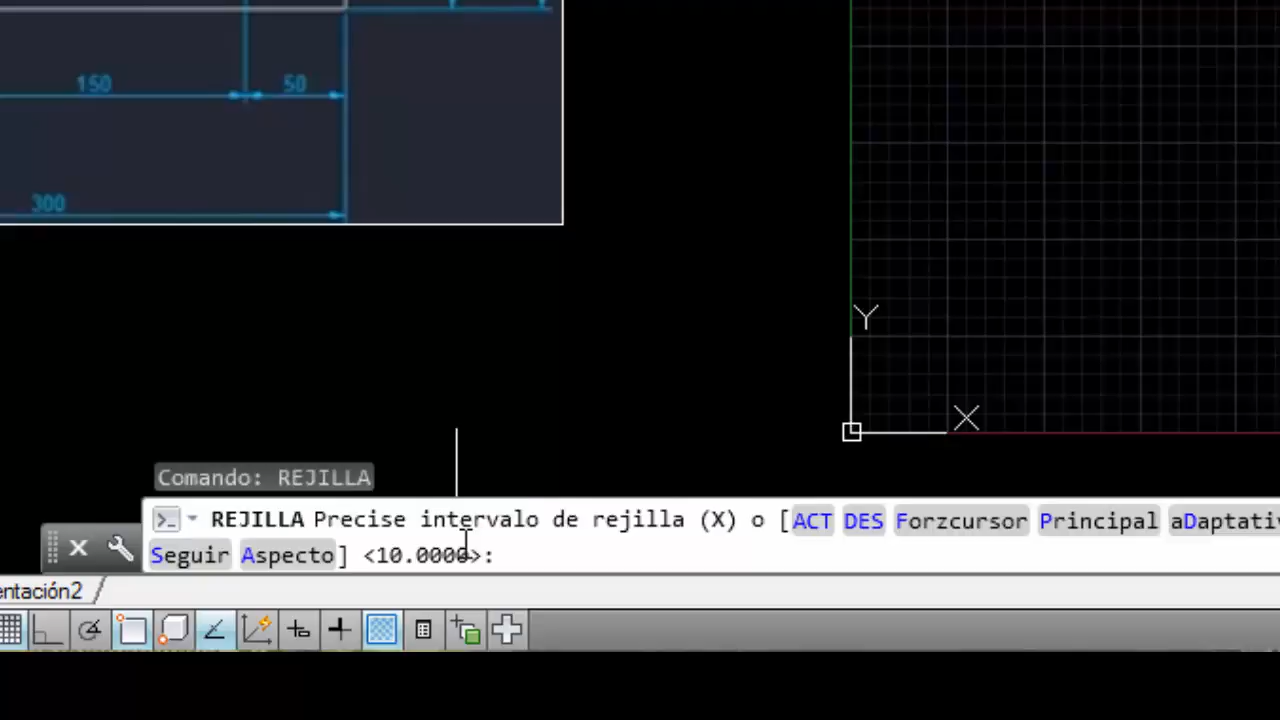 150
50
300
Y
X
Comando: REJILLA
REJILLA Precise intervalo de rejilla (X) o [ACT DES Forzcursor Principal aDaptativ
Seguir Aspecto] <10.0000>:
entación2